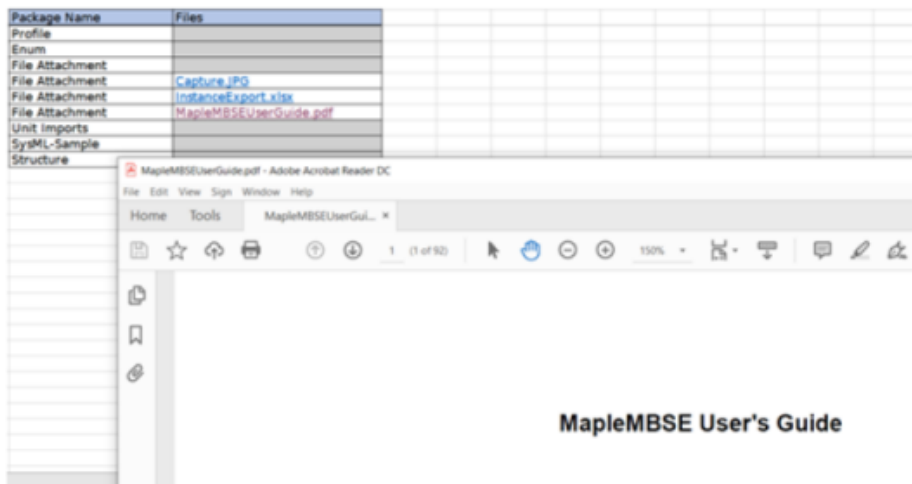 Package Name Files
Profile
Enum
File Attachment
File Attachment Capture.JPG
File Attachment InstanceExport.xlsx
File Attachment MapleMBSEUserGuide.pdf
Unit Imports
SysML-Sample
Structure
MapleMBSEUserGuide.pdf - Adobe Acrobat Reader DC
File Edit View Sign Window Help
Home Tools MapleMBSEUserGui... ×
1 (1 of 92) 150%
MapleMBSE User's Guide